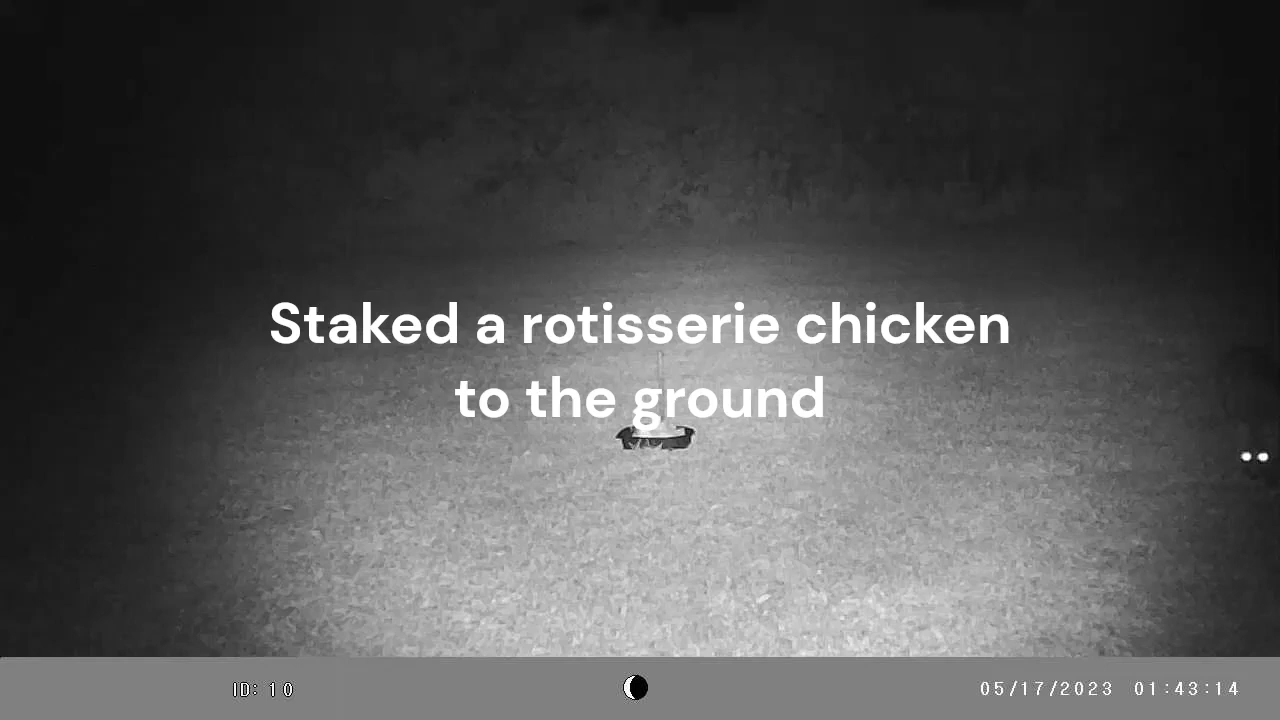 Staked a rotisserie chicken
to the ground
ID: 10
05/17/2023 01:43:14